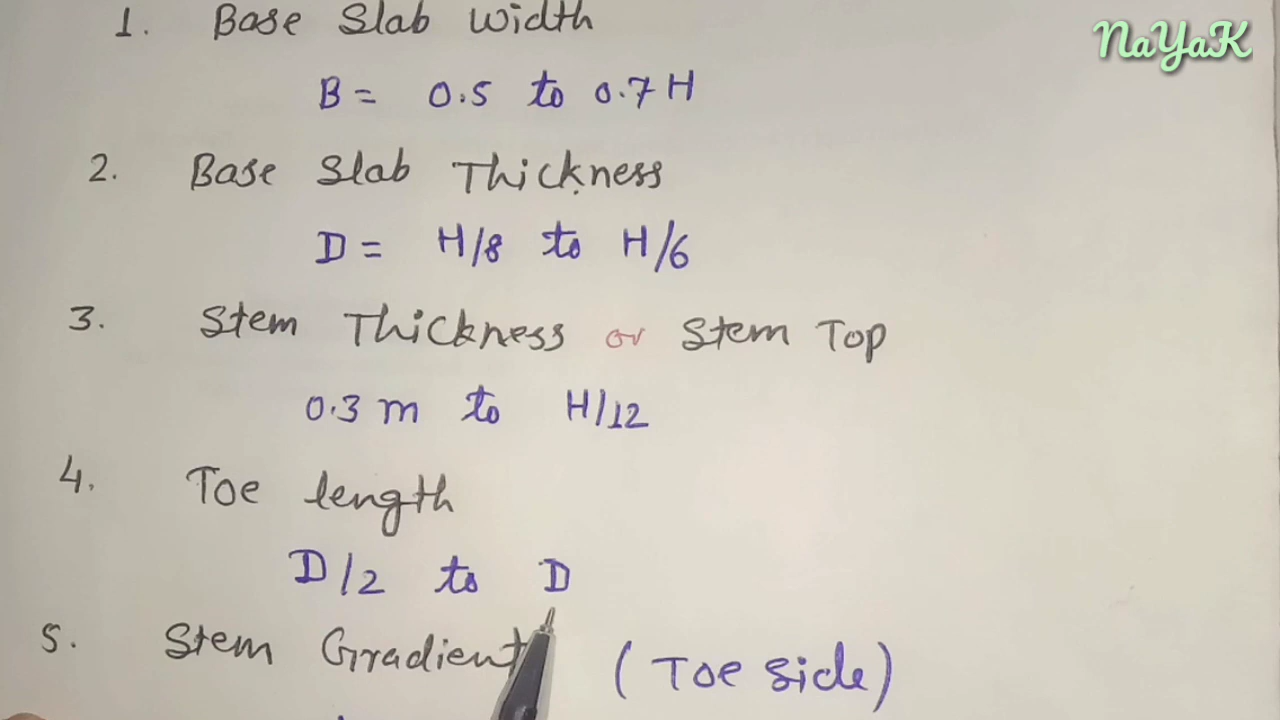 NaYaK
1. Base Slab Width
B = 0.5 to 0.7 H
2. Base Slab Thickness
D = H/8 to H/6
3. Stem Thickness or Stem Top
0.3 m to H/12
4. Toe length
D/2 to D
5. Stem Gradient (Toe side)